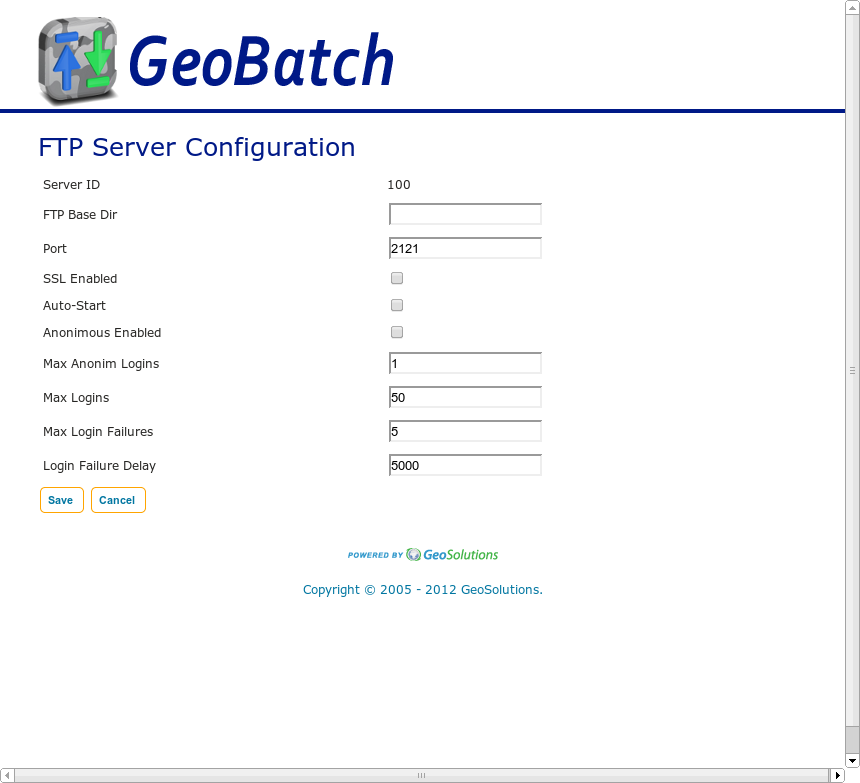 GeoBatch
FTP Server Configuration
Server ID 100
FTP Base Dir
Port 2121
SSL Enabled
Auto-Start
Anonimous Enabled
Max Anonim Logins 1
Max Logins 50
Max Login Failures 5
Login Failure Delay 5000
Save Cancel
POWERED BY GeoSolutions
Copyright © 2005 - 2012 GeoSolutions.